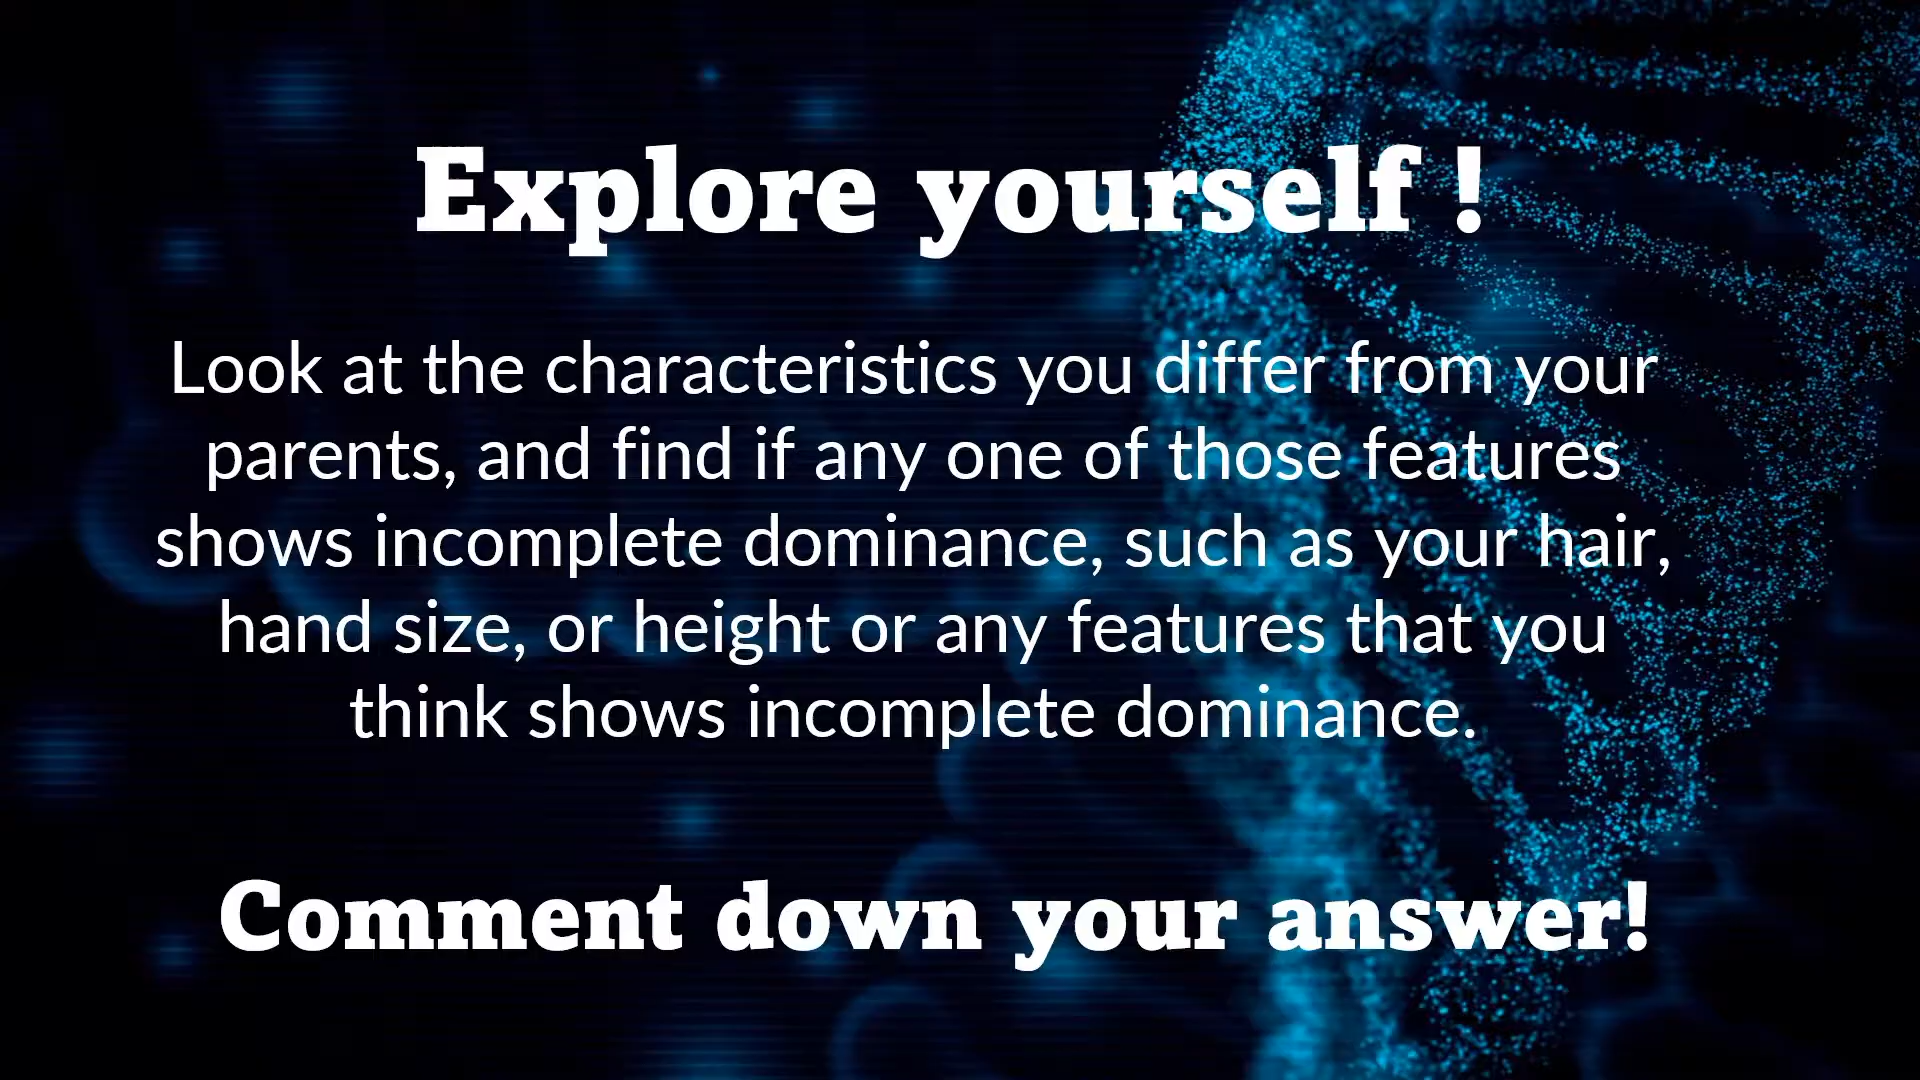 Explore yourself !
Look at the characteristics you differ from your
parents, and find if any one of those features
shows incomplete dominance, such as your hair,
hand size, or height or any features that you
think shows incomplete dominance.
Comment down your answer!